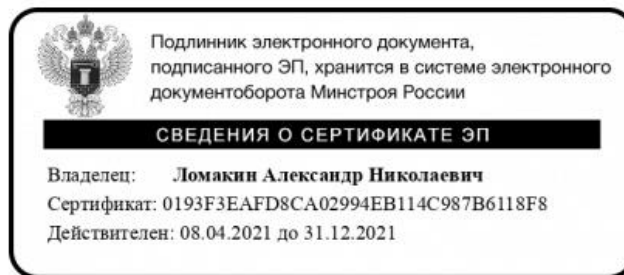 Подлинник электронного документа,
подписанного ЭП, хранится в системе электронного
документооборота Минстроя России
СВЕДЕНИЯ О СЕРТИФИКАТЕ ЭП
Владелец: Ломакин Александр Николаевич
Сертификат: 0193F3EAFD8CA02994EB114C987B6118F8
Действителен: 08.04.2021 до 31.12.2021